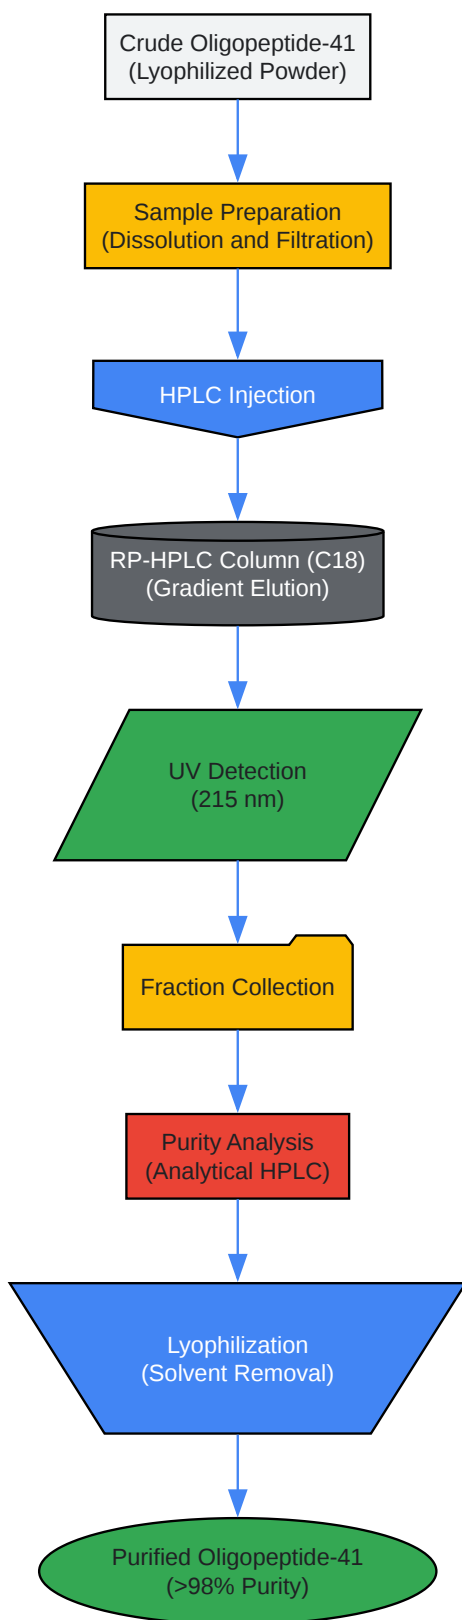 Crude Oligopeptide-41
(Lyophilized Powder)
Sample Preparation
(Dissolution and Filtration)
HPLC Injection
RP-HPLC Column (C18)
(Gradient Elution)
UV Detection
(215 nm)
Fraction Collection
Purity Analysis
(Analytical HPLC)
Lyophilization
(Solvent Removal)
Purified Oligopeptide-41
(>98% Purity)